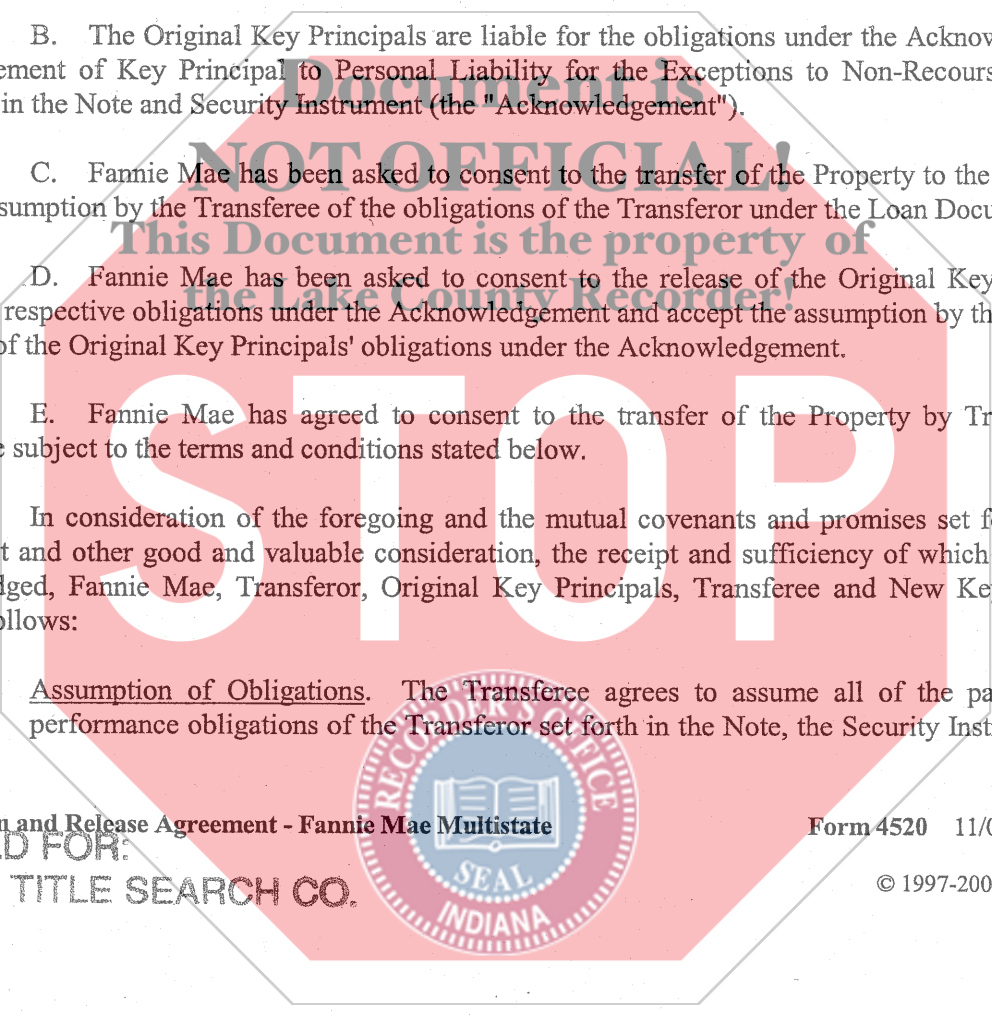 B. The Original Key Principals are liable for the obligations under the Acknow
ement of Key Principal to Personal Liability for the Exceptions to Non-Recours
in the Note and Security Instrument (the "Acknowledgement").
Document is
NOT OFFICIAL!
C. Fannie Mae has been asked to consent to the transfer of the Property to the
sumption by the Transferee of the obligations of the Transferor under the Loan Docu
This Document is the property of
the Lake County Recorder!
D. Fannie Mae has been asked to consent to the release of the Original Key
respective obligations under the Acknowledgement and accept the assumption by th
of the Original Key Principals' obligations under the Acknowledgement.
STOP
E. Fannie Mae has agreed to consent to the transfer of the Property by Tr
e subject to the terms and conditions stated below.
In consideration of the foregoing and the mutual covenants and promises set f
t and other good and valuable consideration, the receipt and sufficiency of which
dged, Fannie Mae, Transferor, Original Key Principals, Transferee and New Ke
ollows:
Assumption of Obligations. The Transferee agrees to assume all of the pa
performance obligations of the Transferor set forth in the Note, the Security Inst
RECORDER'S OFFICE
SEAL
INDIANA
n and Release Agreement - Fannie Mae Multistate
Form 4520 11/0
D FOR:
TITLE SEARCH CO.
© 1997-200